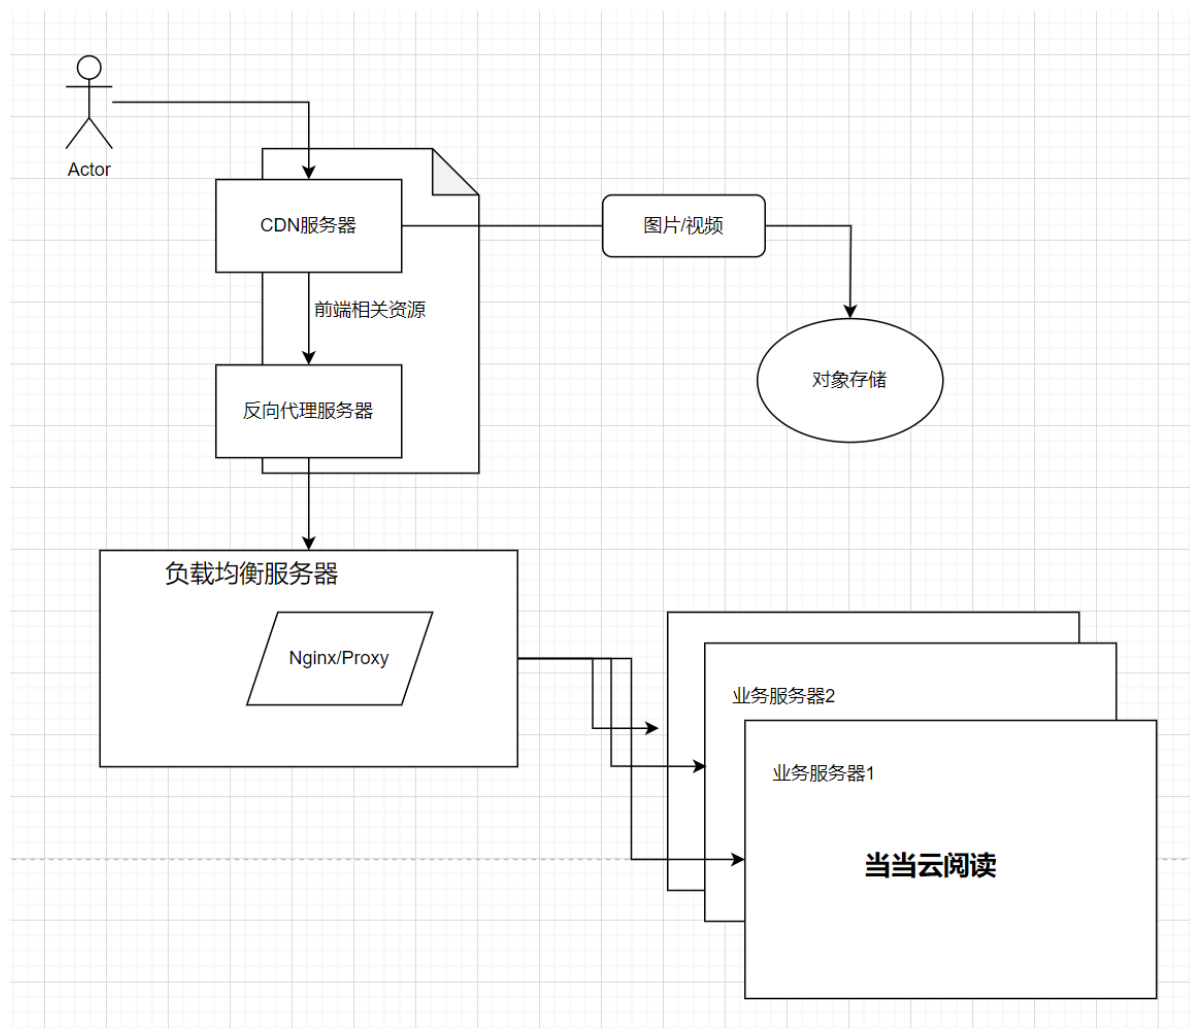 Actor
CDN服务器
图片/视频
前端相关资源
对象存储
反向代理服务器
负载均衡服务器
Nginx/Proxy
业务服务器2
业务服务器1
当当云阅读